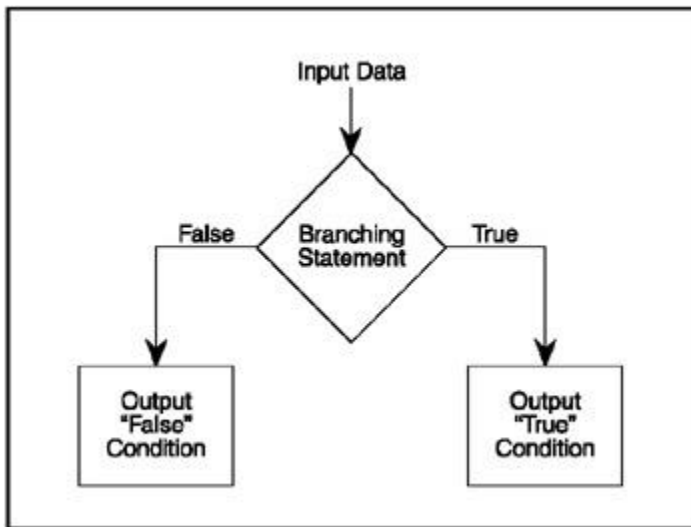 Input Data
False
Branching
Statement
True
Output
"False"
Condition
Output
"True"
Condition